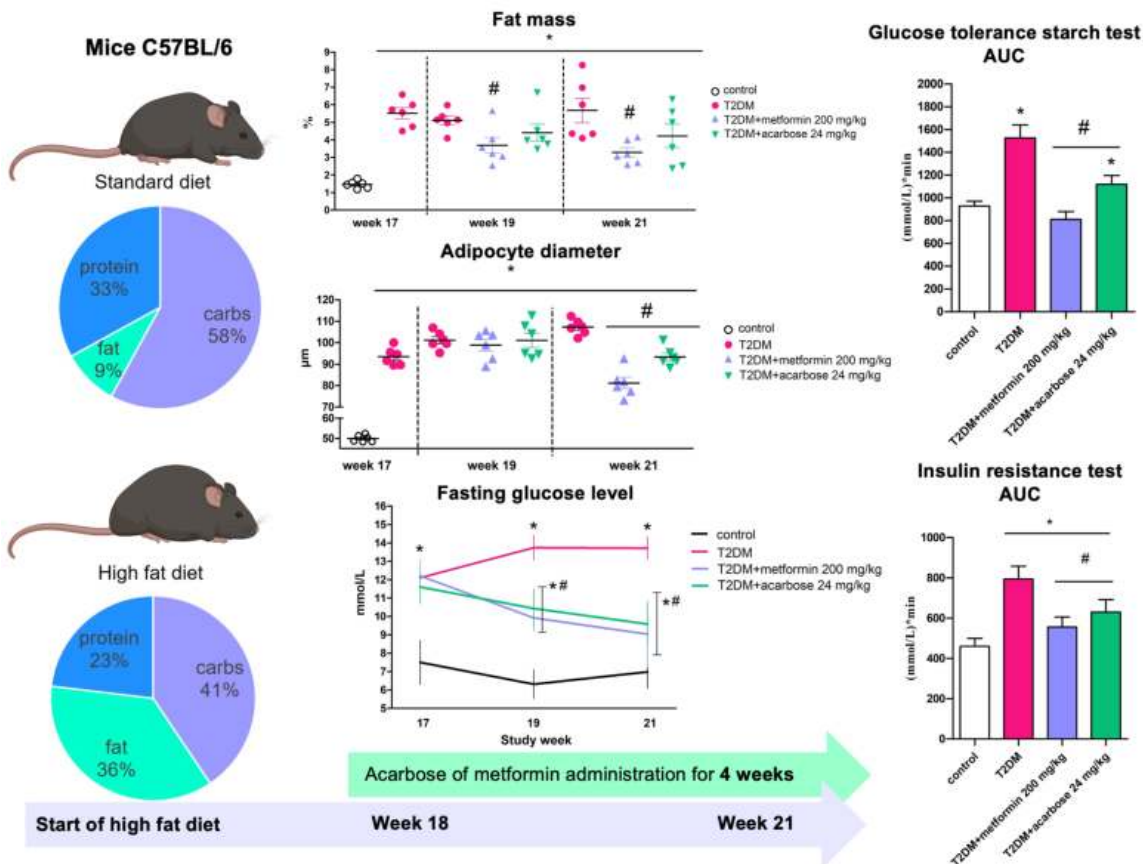 Mice C57BL/6
Standard diet
protein
33%
carbs
58%
fat
9%
High fat diet
protein
23%
carbs
41%
fat
36%
Fat mass
*
9
8
7
6
5
4
3
2
1
0
%
#
#
week 17
week 19
week 21
control
T2DM
T2DM+metformin 200 mg/kg
T2DM+acarbose 24 mg/kg
Adipocyte diameter
*
120
110
100
90
80
70
60
50
µm
#
week 17
week 19
week 21
control
T2DM
T2DM+metformin 200 mg/kg
T2DM+acarbose 24 mg/kg
Fasting glucose level
16
15
14
13
12
11
10
9
8
7
6
5
mmol/L
*
*
*
*#
*#
17
19
21
Study week
control
T2DM
T2DM+metformin 200 mg/kg
T2DM+acarbose 24 mg/kg
Glucose tolerance starch test
AUC
2000
1800
1600
1400
1200
1000
800
600
400
200
0
(mmol/L)*min
*
#
*
control
T2DM
T2DM+metformin 200 mg/kg
T2DM+acarbose 24 mg/kg
Insulin resistance test
AUC
1000
800
600
400
200
0
(mmol/L)*min
*
#
control
T2DM
T2DM+metformin 200 mg/kg
T2DM+acarbose 24 mg/kg
Acarbose of metformin administration for 4 weeks
Start of high fat diet
Week 18
Week 21